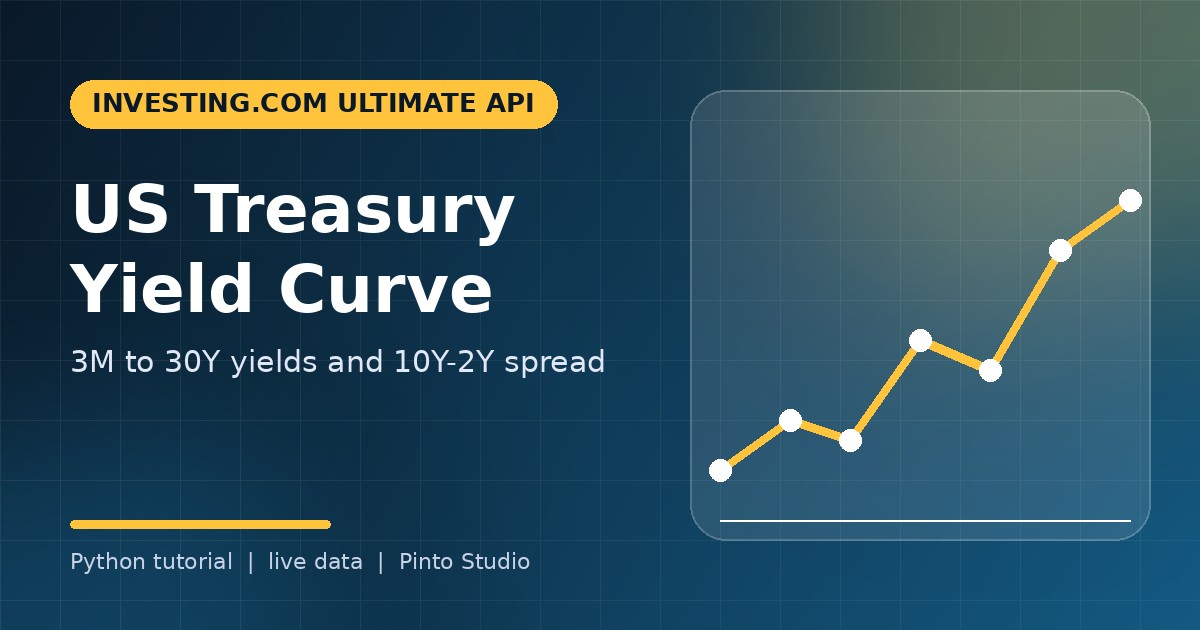 INVESTING.COM ULTIMATE API
US Treasury
Yield Curve
3M to 30Y yields and 10Y-2Y spread
Python tutorial | live data | Pinto Studio